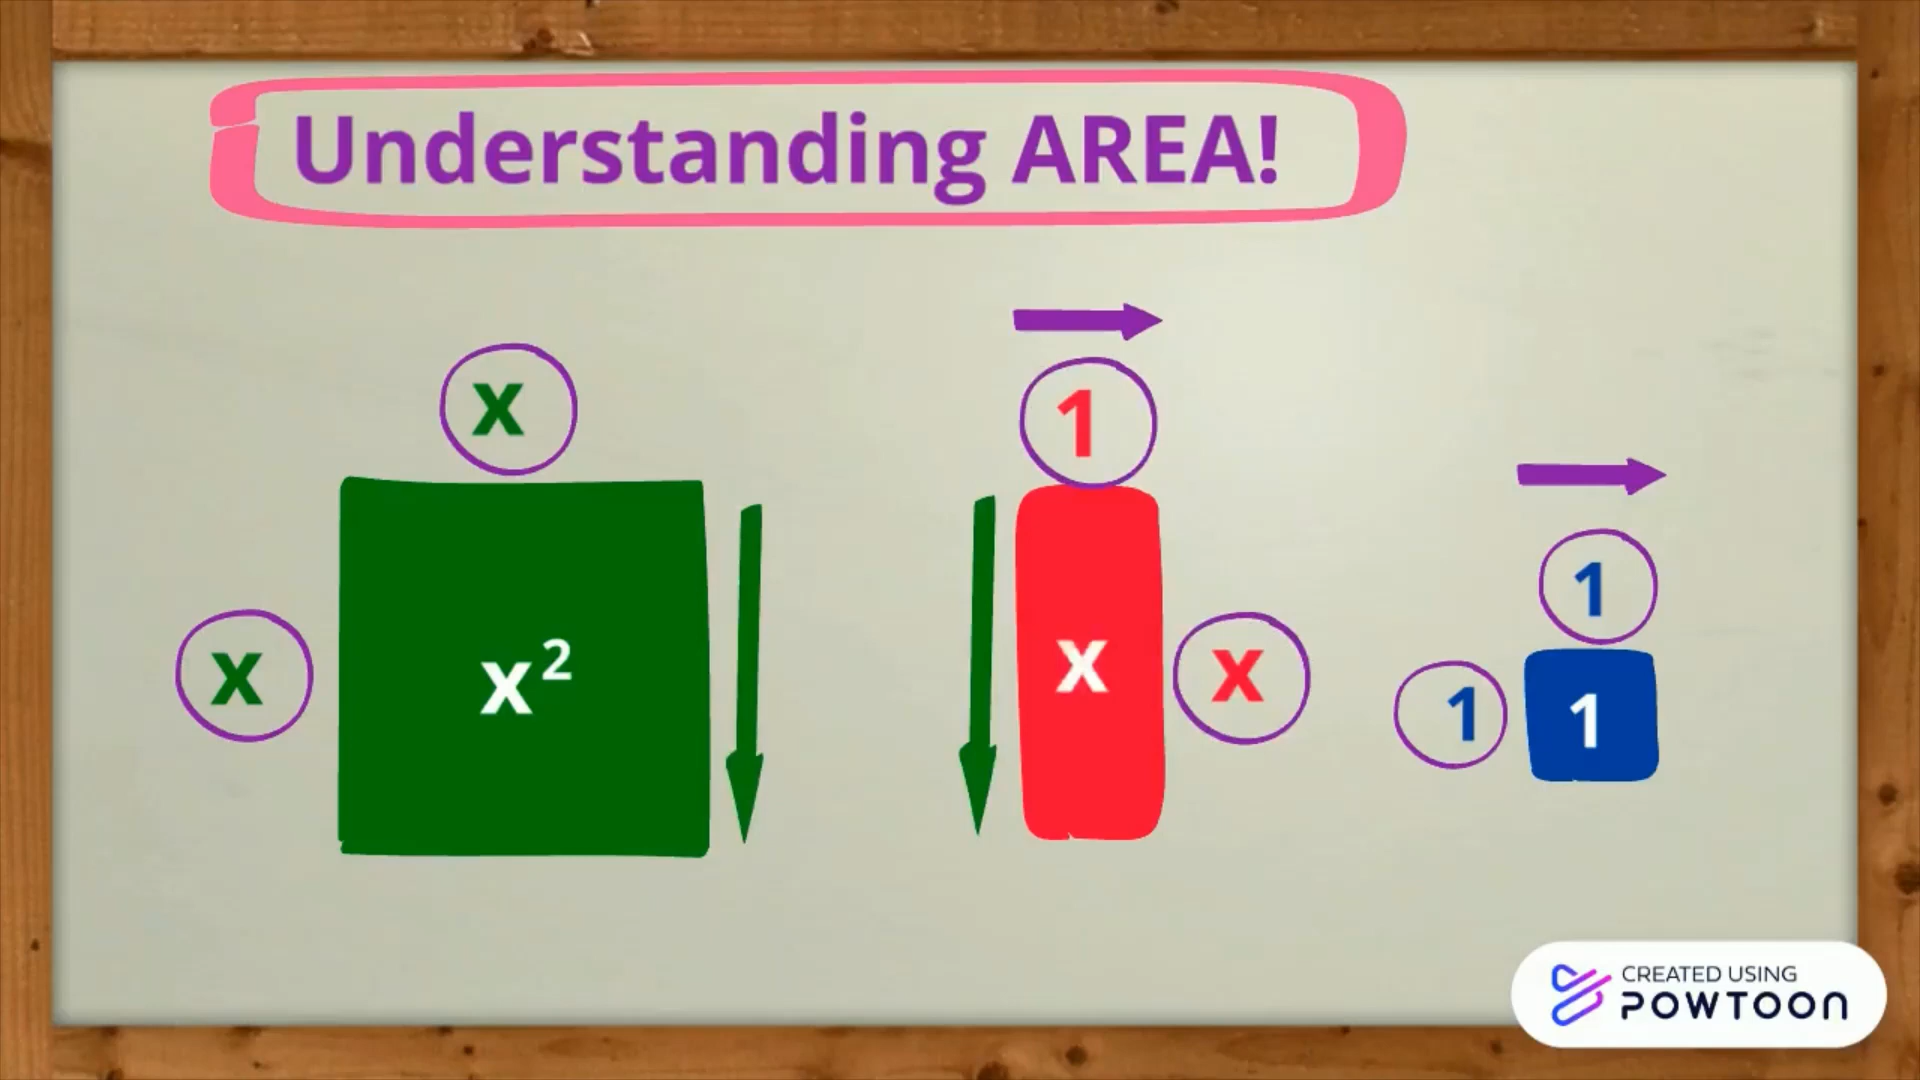 Understanding AREA!
x
1
1
x
x²
x
x
1
1
CREATED USING
POWTOON